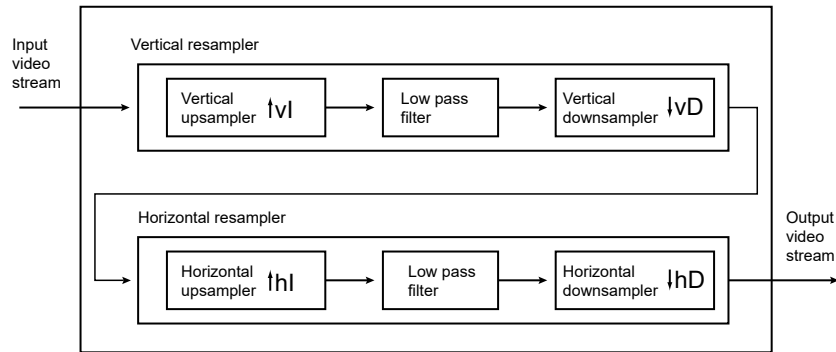 Input
video
stream
Vertical resampler
Vertical
upsampler ↑vI
Low pass
filter
Vertical
downsampler ↓vD
Horizontal resampler
Horizontal
upsampler ↑hI
Low pass
filter
Horizontal
downsampler ↓hD
Output
video
stream